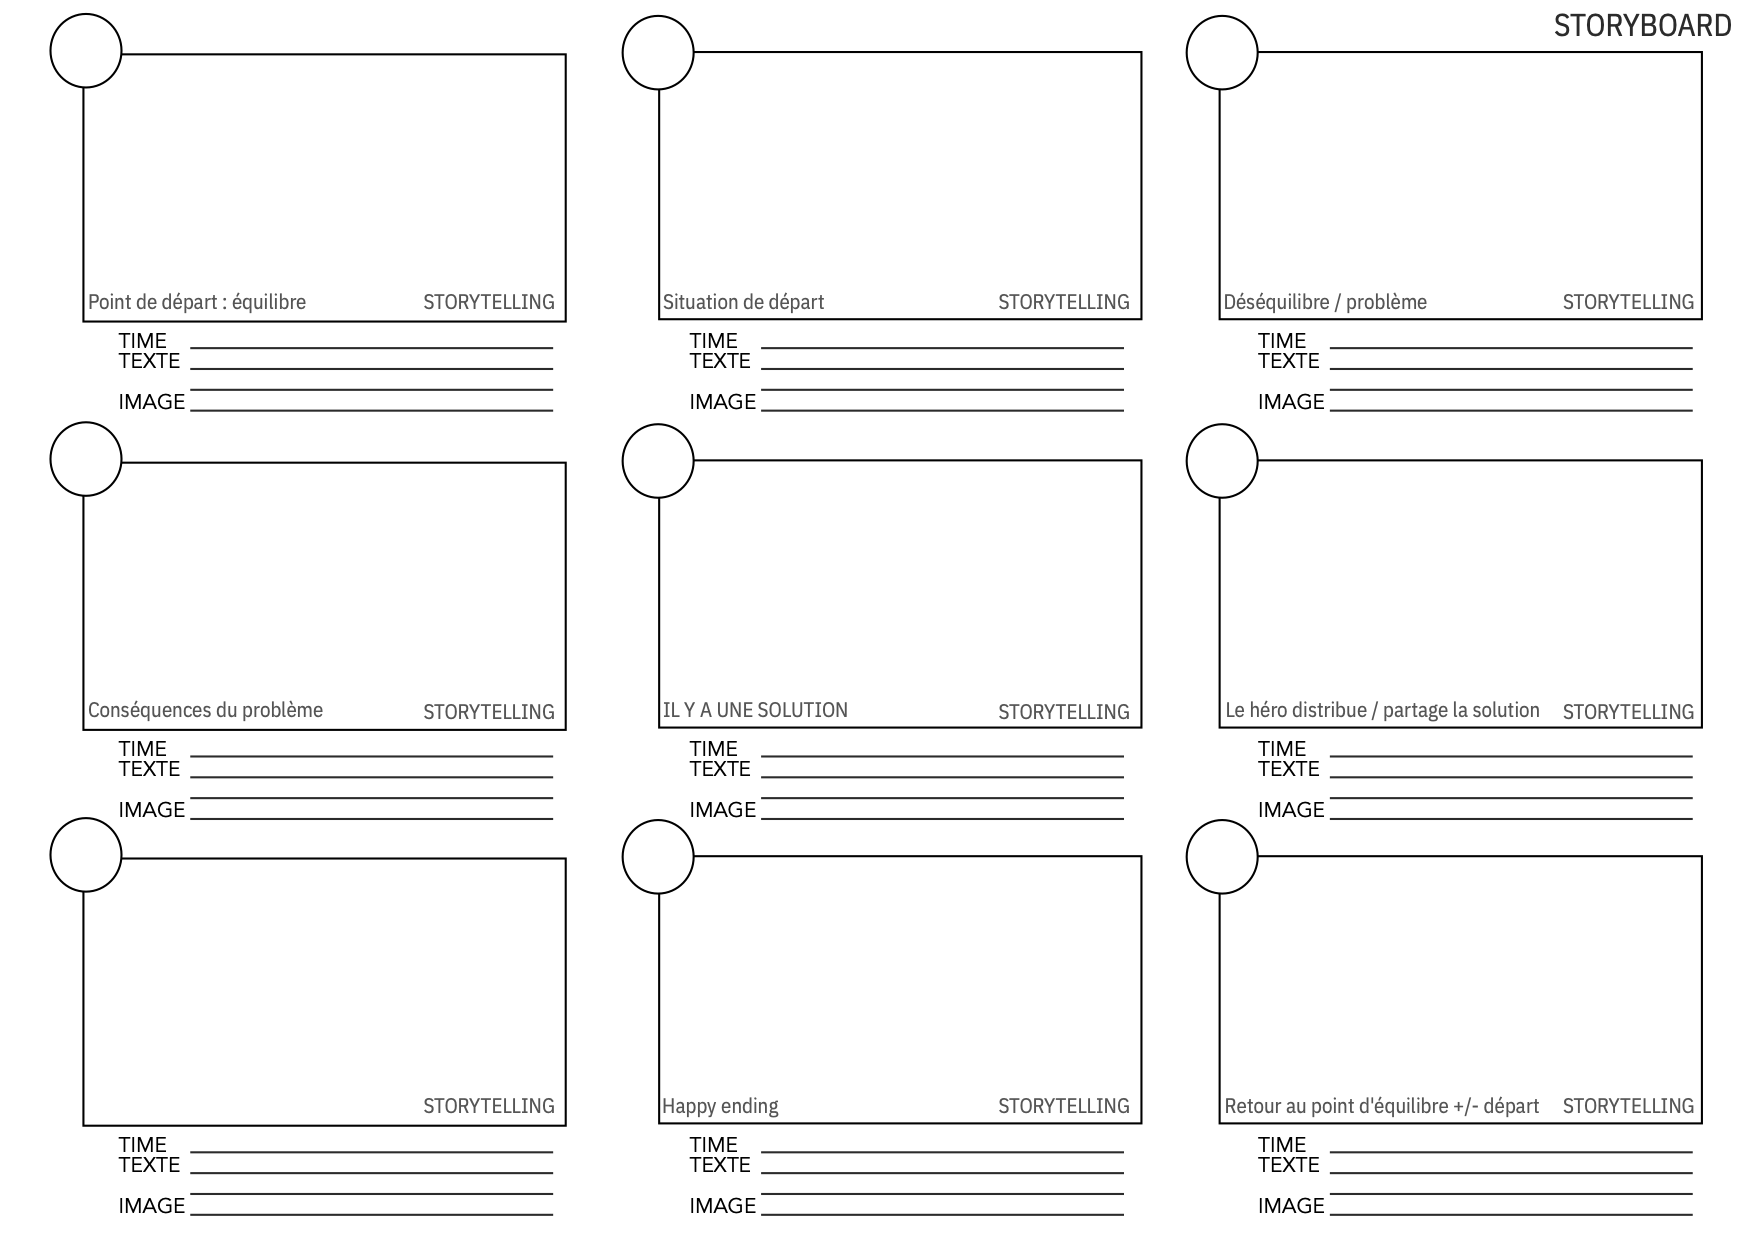 STORYBOARD
Point de départ : équilibre STORYTELLING
TIME
TEXTE
IMAGE
Situation de départ STORYTELLING
TIME
TEXTE
IMAGE
Déséquilibre / problème STORYTELLING
TIME
TEXTE
IMAGE
Conséquences du problème STORYTELLING
TIME
TEXTE
IMAGE
IL Y A UNE SOLUTION STORYTELLING
TIME
TEXTE
IMAGE
Le héro distribue / partage la solution STORYTELLING
TIME
TEXTE
IMAGE
STORYTELLING
TIME
TEXTE
IMAGE
Happy ending STORYTELLING
TIME
TEXTE
IMAGE
Retour au point d'équilibre +/- départ STORYTELLING
TIME
TEXTE
IMAGE